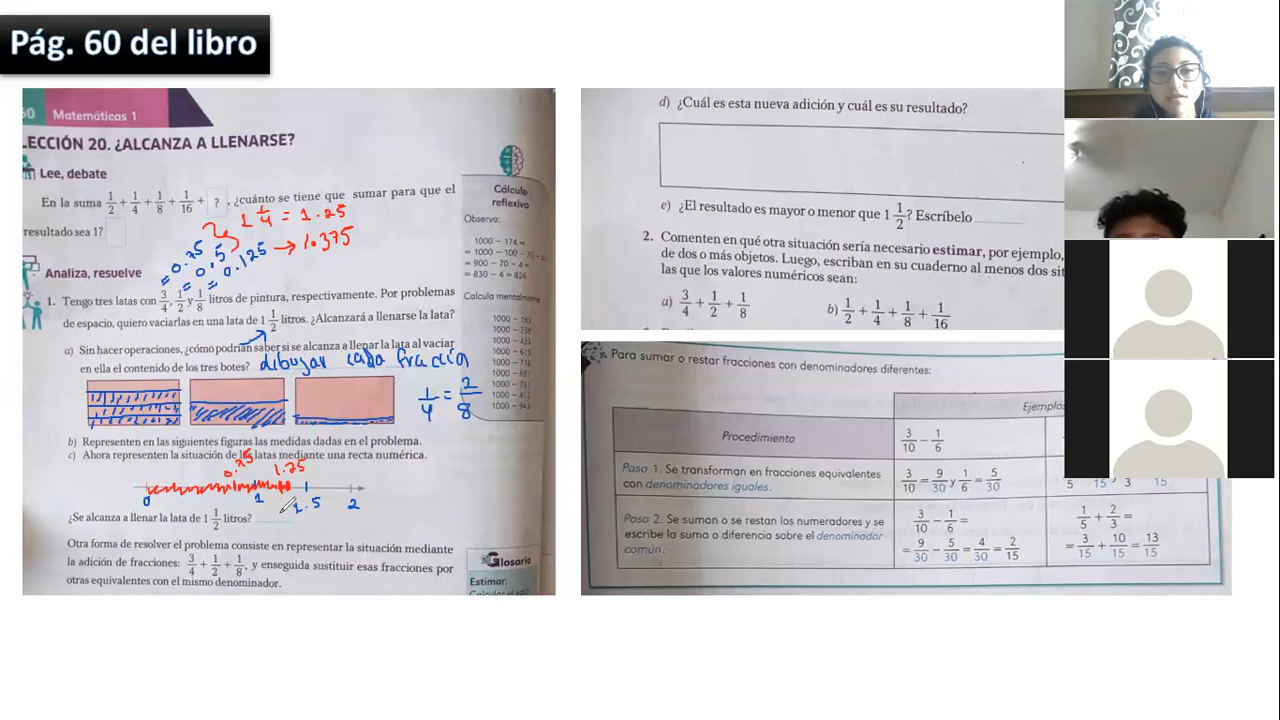 Pág. 60 del libro
60 Matemáticas 1
LECCIÓN 20. ¿ALCANZA A LLENARSE?
Lee, debate
En la suma 1/2 + 1/4 + 1/8 + 1/16 + ? , ¿cuánto se tiene que sumar para que el
resultado sea 1?
1 1/4 = 1.25
0.75
0.5
0.125 → 1.375
Analiza, resuelve
1. Tengo tres latas con 3/4, 1/2 y 1/8 litros de pintura, respectivamente. Por problemas
de espacio, quiero vaciarlas en una lata de 1 1/2 litros. ¿Alcanzará a llenarse la lata?
a) Sin hacer operaciones, ¿cómo podrían saber si se alcanza a llenar la lata al vaciar
en ella el contenido de los tres botes? dibujar cada fracción
1/4 = 2/8
b) Representen en las siguientes figuras las medidas dadas en el problema.
c) Ahora representen la situación de las latas mediante una recta numérica.
0 1 1.5 2
¿Se alcanza a llenar la lata de 1 1/2 litros?
Otra forma de resolver el problema consiste en representar la situación mediante
la adición de fracciones: 3/4 + 1/2 + 1/8, y enseguida sustituir esas fracciones por
otras equivalentes con el mismo denominador.
Cálculo
reflexivo
Observa:
1000 − 174 =
= 1000 − 100 − 70 − 4
= 900 − 70 − 4 =
= 830 − 4 = 826
Calcula mentalmente
Glosario
Estimar:
d) ¿Cuál es esta nueva adición y cuál es su resultado?
e) ¿El resultado es mayor o menor que 1 1/2? Escríbelo
2. Comenten en qué otra situación sería necesario estimar, por ejemplo,
de dos o más objetos. Luego, escriban en su cuaderno al menos dos sit
las que los valores numéricos sean:
a) 3/4 + 1/2 + 1/8 b) 1/2 + 1/4 + 1/8 + 1/16
Para sumar o restar fracciones con denominadores diferentes:
Procedimiento Ejemplos
3/10 − 1/6
Paso 1. Se transforman en fracciones equivalentes
con denominadores iguales.
3/10 = 9/30 y 1/6 = 5/30
Paso 2. Se suman o se restan los numeradores y se
escribe la suma o diferencia sobre el denominador
común.
3/10 − 1/6 =
= 9/30 − 5/30 = 4/30 = 2/15
1/5 + 2/3 =
= 3/15 + 10/15 = 13/15